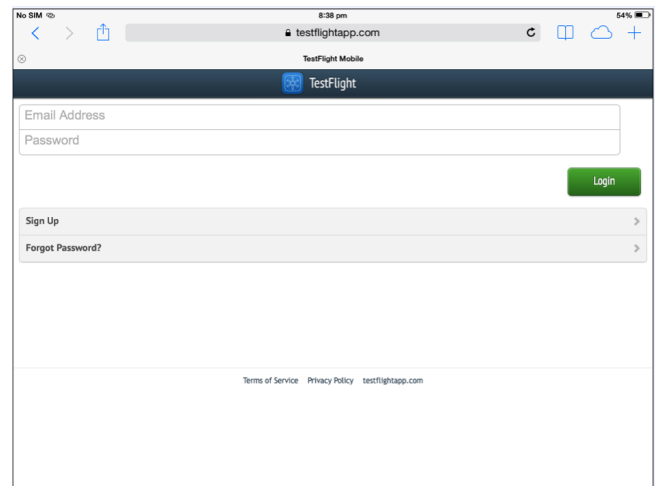 No SIM 8:38 pm 54%
testflightapp.com
TestFlight Mobile
TestFlight
Email Address
Password
Login
Sign Up
Forgot Password?
Terms of Service Privacy Policy testflightapp.com